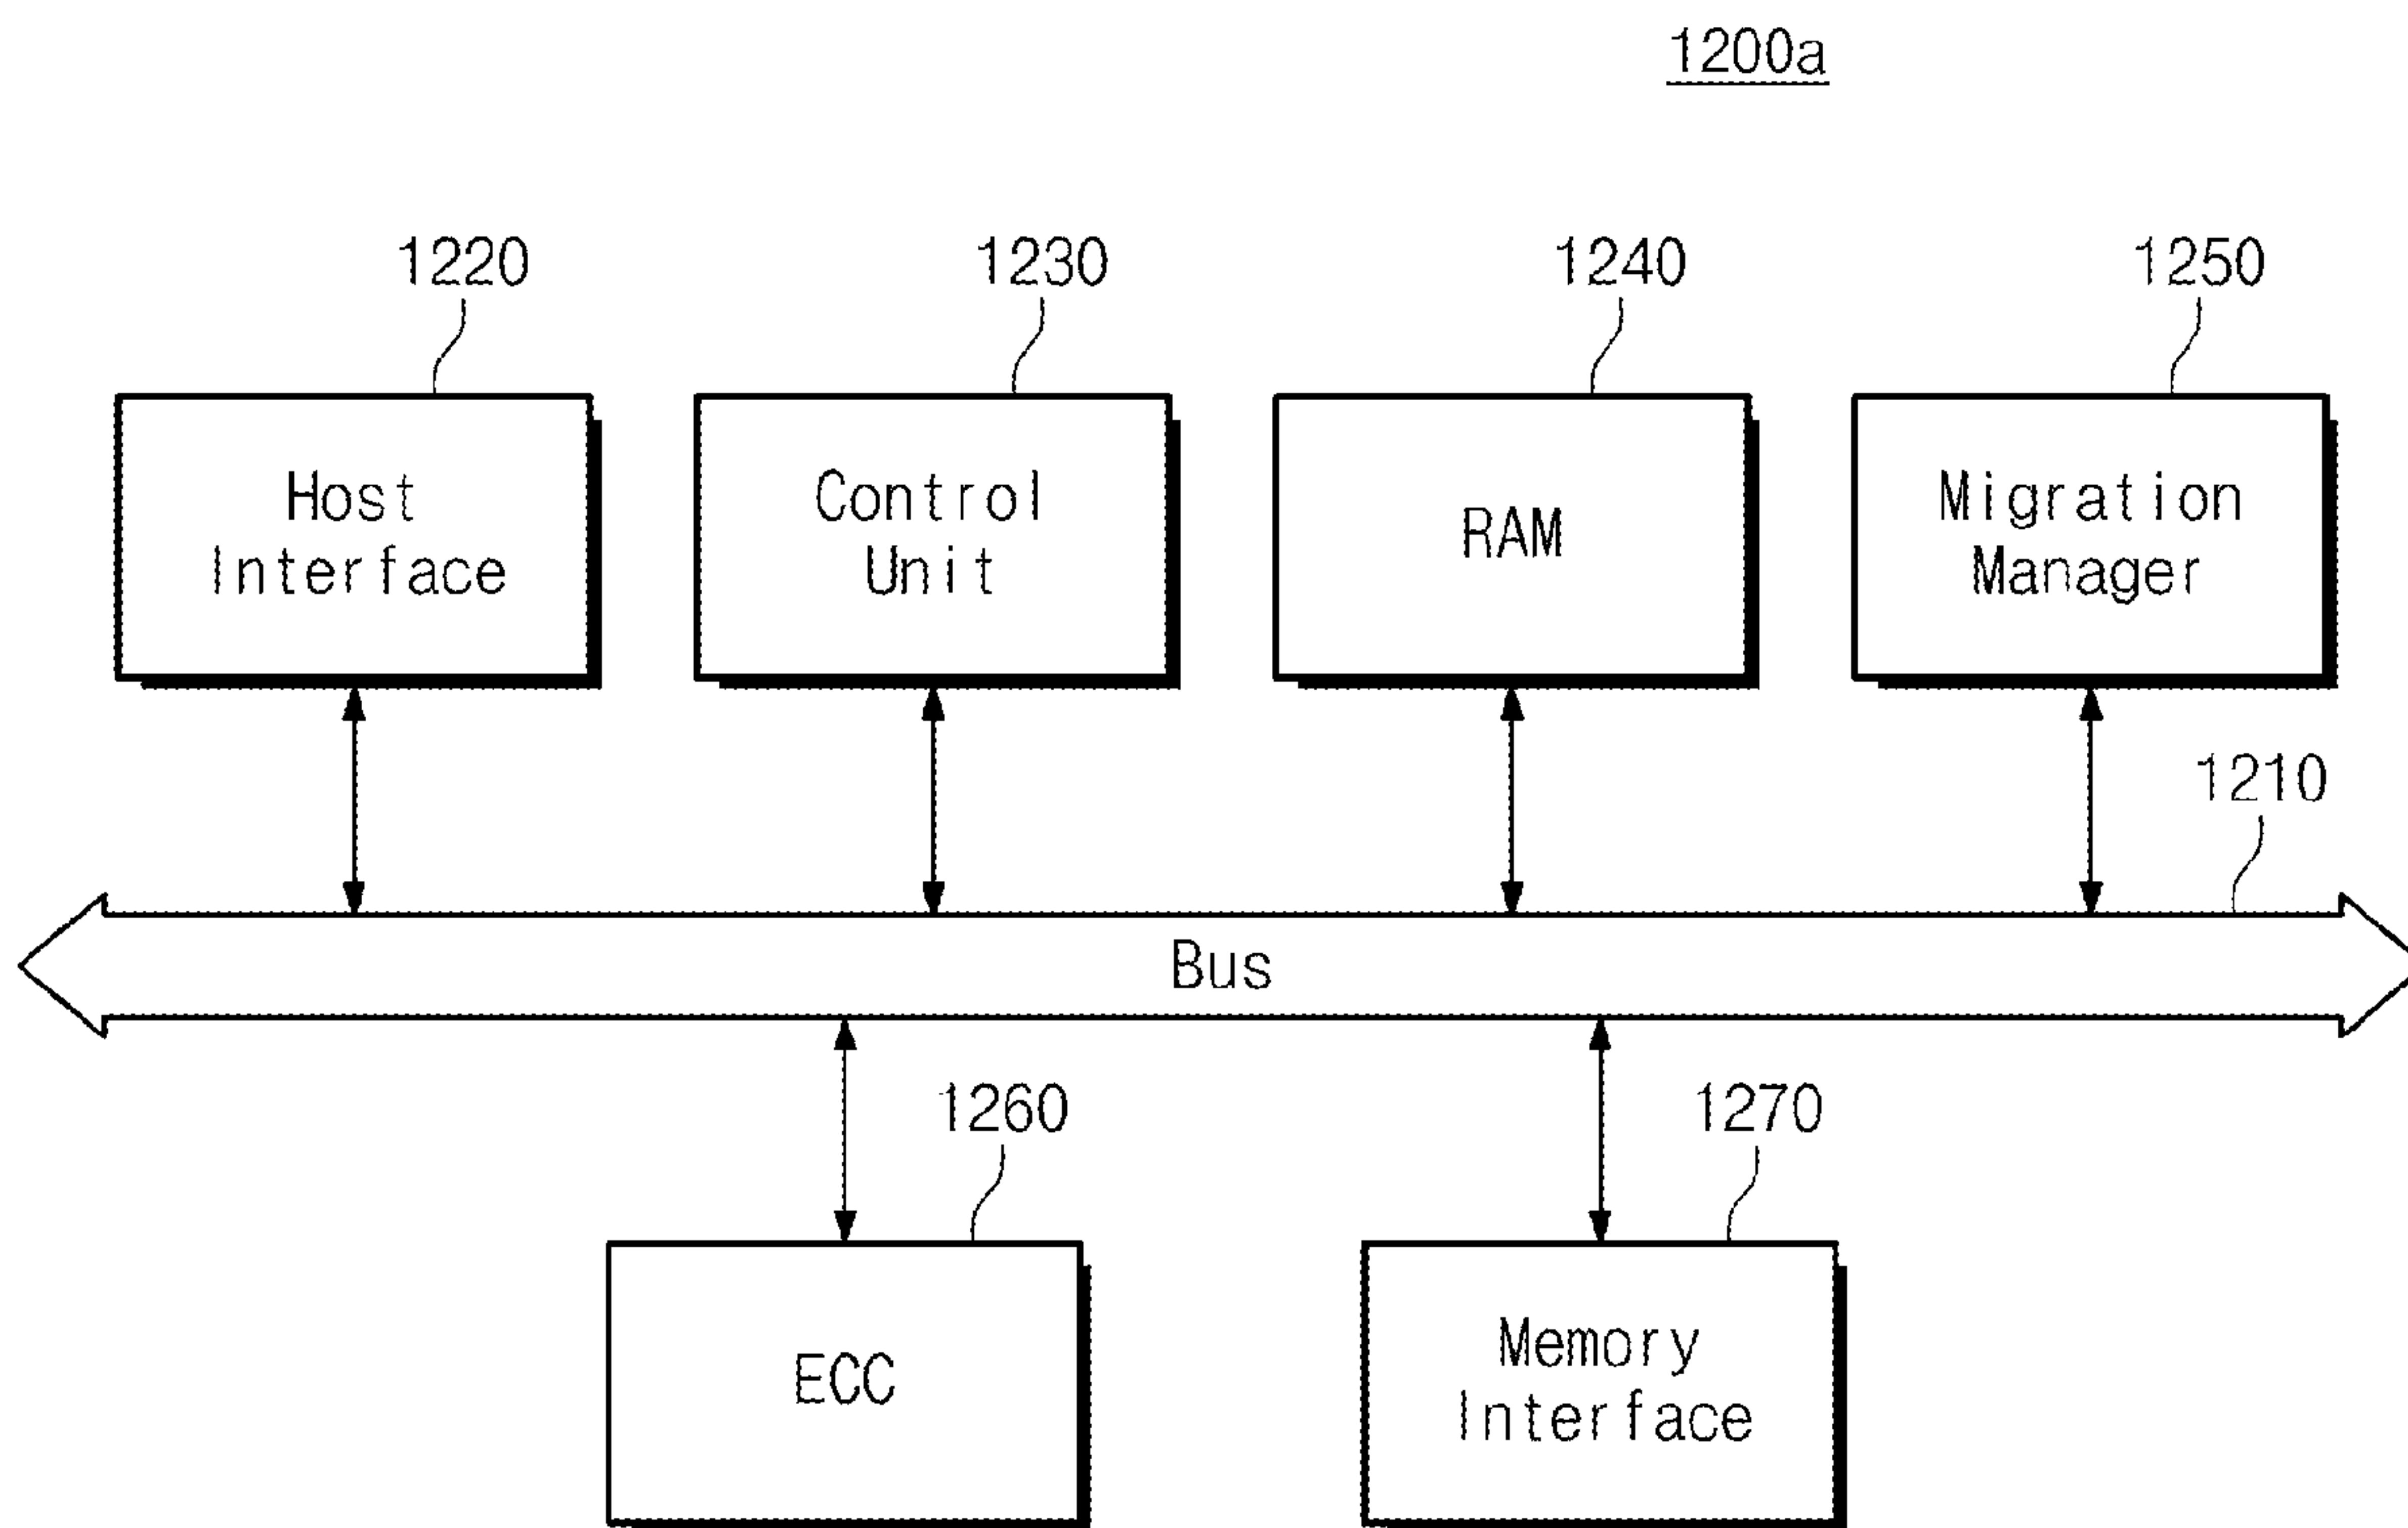 1200a
1220
1230
1240
1250
Host
Interface
Control
Unit
RAM
Migration
Manager
1210
Bus
1260
1270
ECC
Memory
Interface